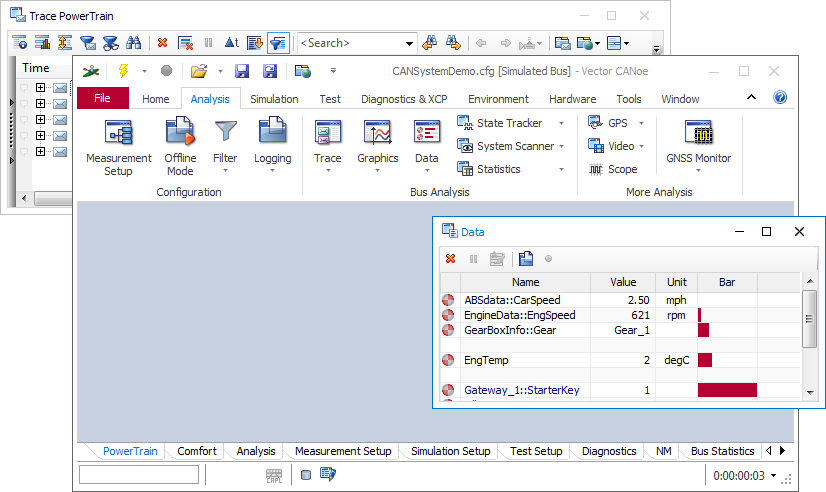 Trace PowerTrain
Δt
<Search>
Time
CANSystemDemo.cfg [Simulated Bus] - Vector CANoe
File Home Analysis Simulation Test Diagnostics & XCP Environment Hardware Tools Window
Measurement Setup
Offline Mode
Filter
Logging
Configuration
Trace
Graphics
Data
State Tracker
System Scanner
Statistics
Bus Analysis
GPS
Video
Scope
GNSS Monitor
More Analysis
Data
Name Value Unit Bar
ABSdata::CarSpeed 2.50 mph
EngineData::EngSpeed 621 rpm
GearBoxInfo::Gear Gear_1
EngTemp 2 degC
Gateway_1::StarterKey 1
PowerTrain Comfort Analysis Measurement Setup Simulation Setup Test Setup Diagnostics NM Bus Statistics
CAPL
0:00:00:03